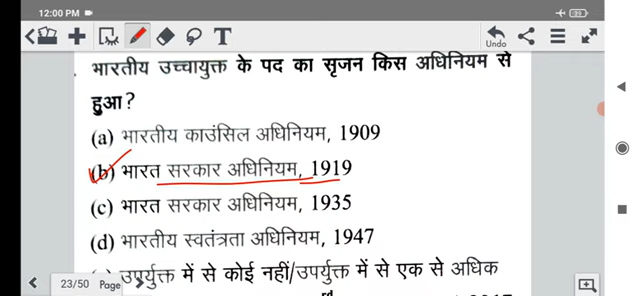 12:00 PM
39
T
Undo
भारतीय उच्चायुक्त के पद का सृजन किस अधिनियम से
हुआ?
(a) भारतीय काउंसिल अधिनियम, 1909
(b) भारत सरकार अधिनियम, 1919
(c) भारत सरकार अधिनियम, 1935
(d) भारतीय स्वतंत्रता अधिनियम, 1947
उपर्युक्त में से कोई नहीं/उपर्युक्त में से एक से अधिक
23/50 Page
rd